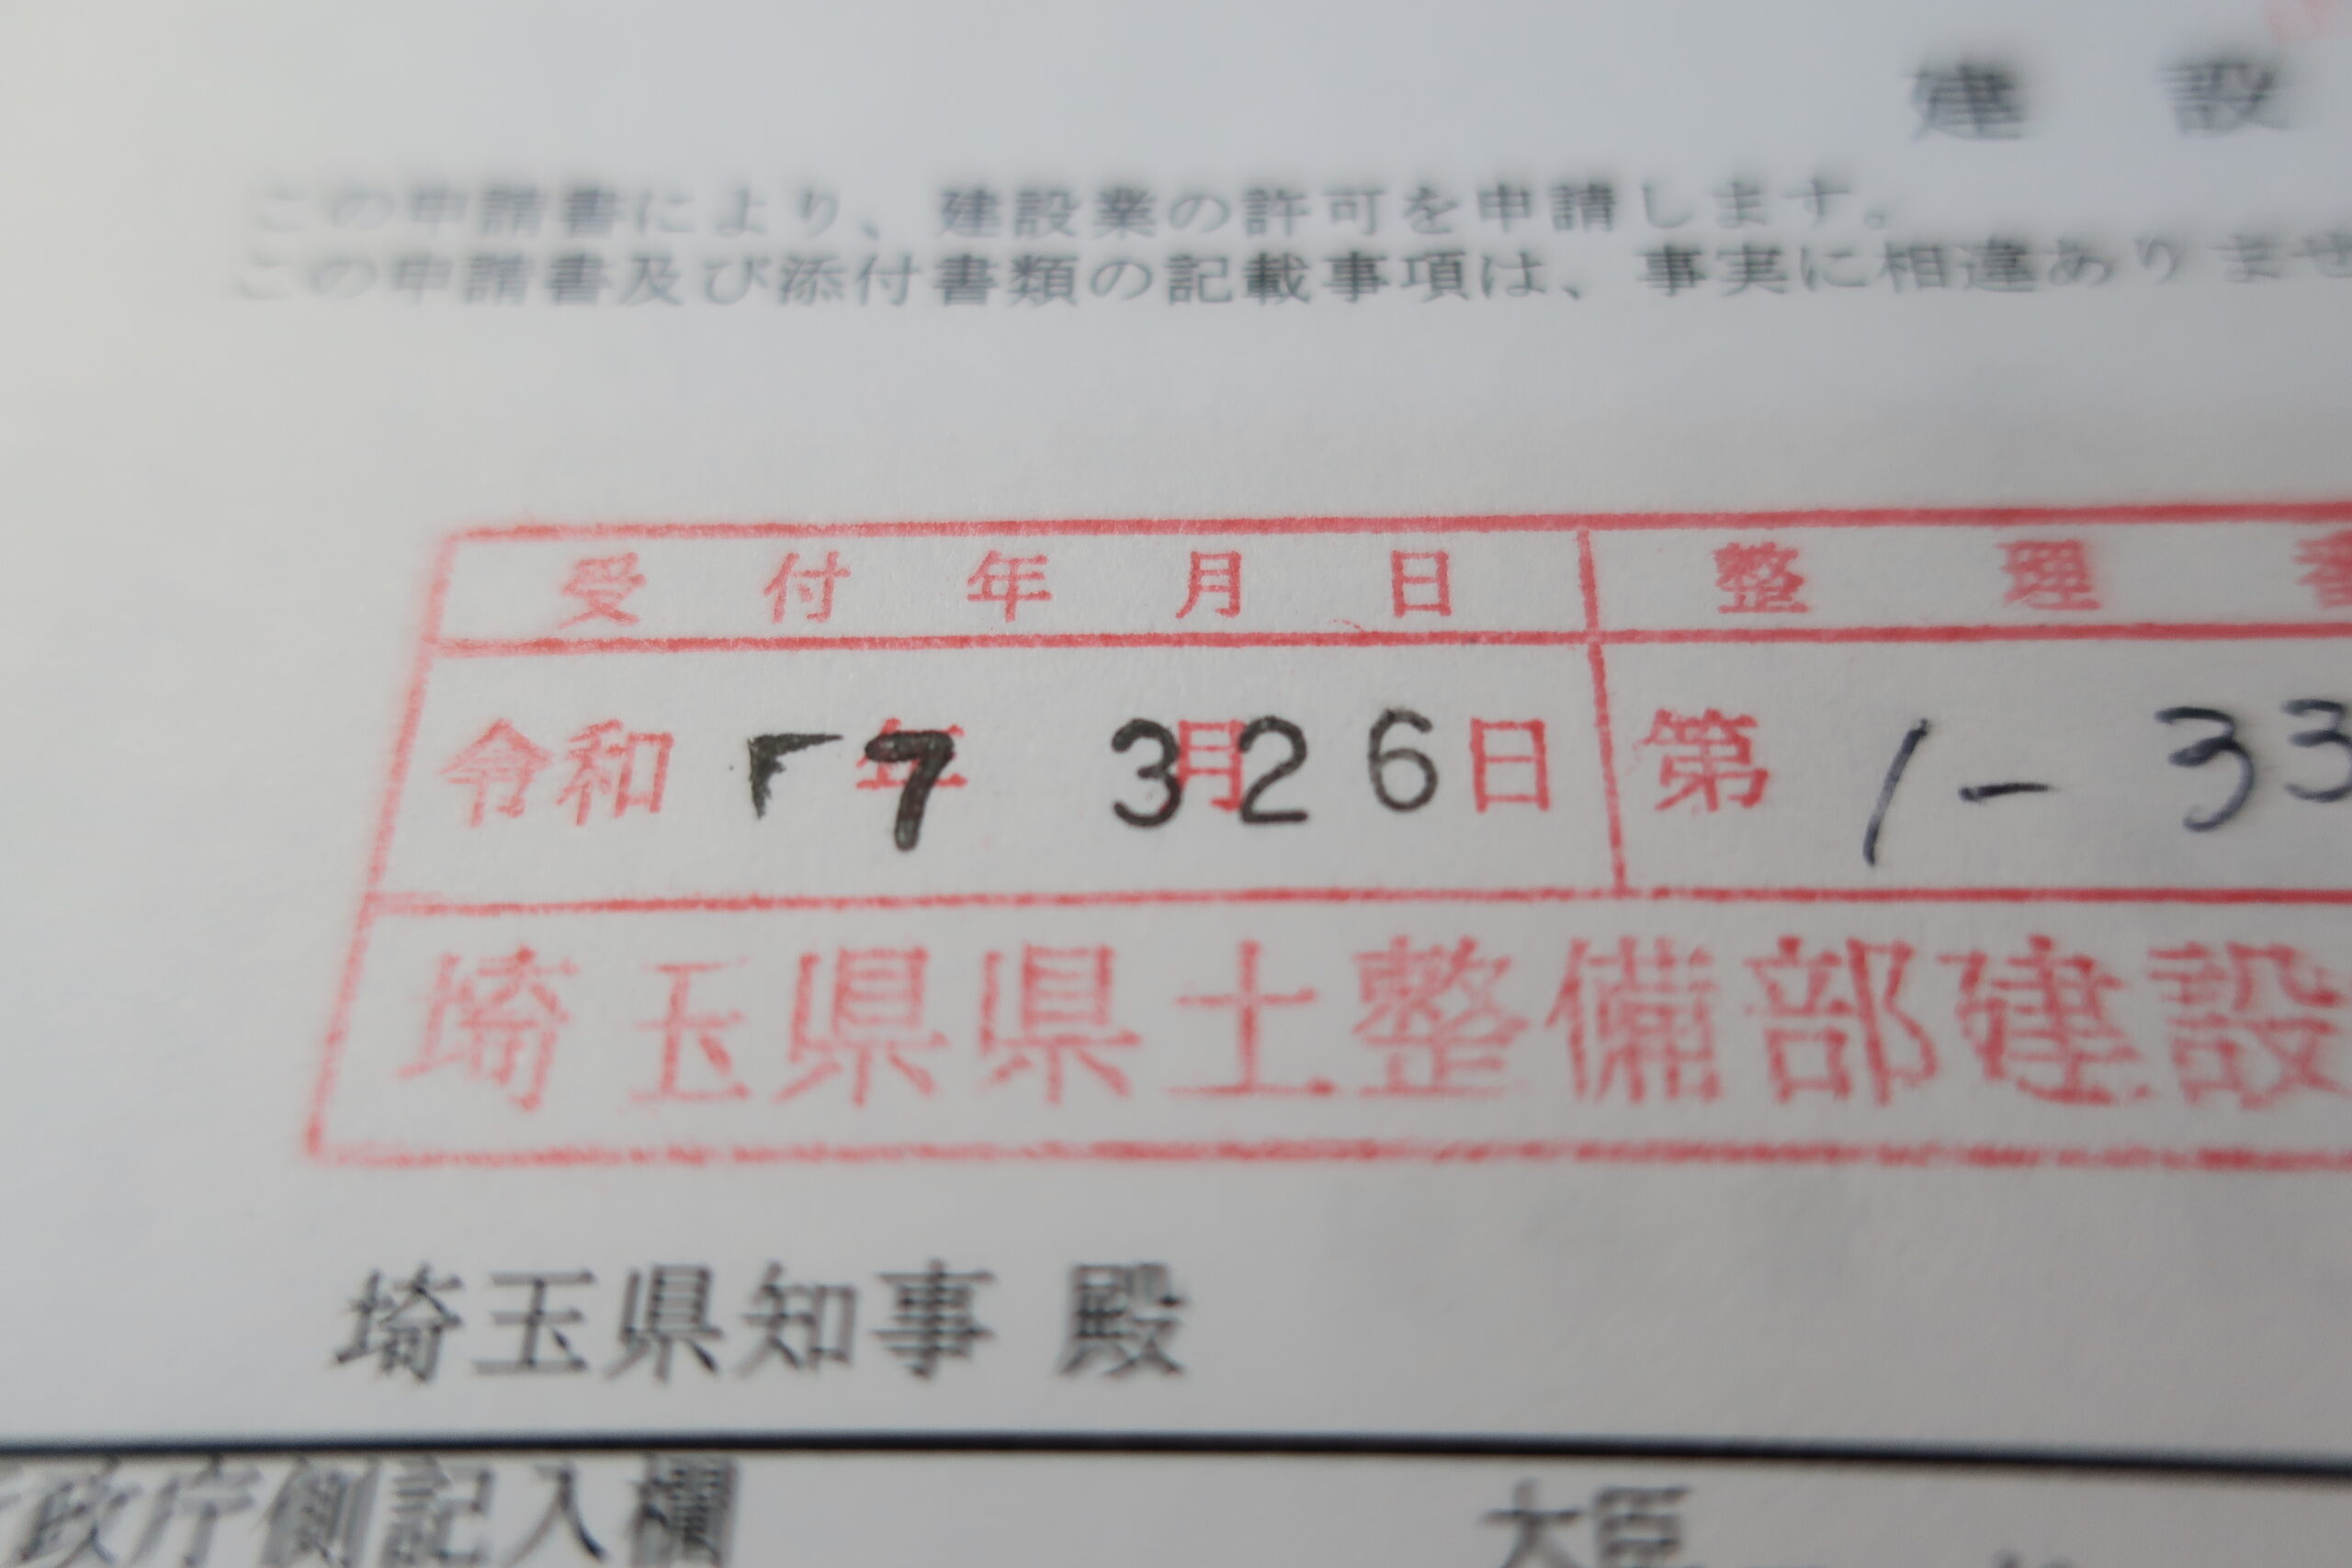 建設
この申請書により、建設業の許可を申請します。
この申請書及び添付書類の記載事項は、事実に相違ありませ
受付年月日 整理番
令和7年3月26日 第1-33
埼玉県県土整備部建設
埼玉県知事 殿
政庁側記入欄 大臣